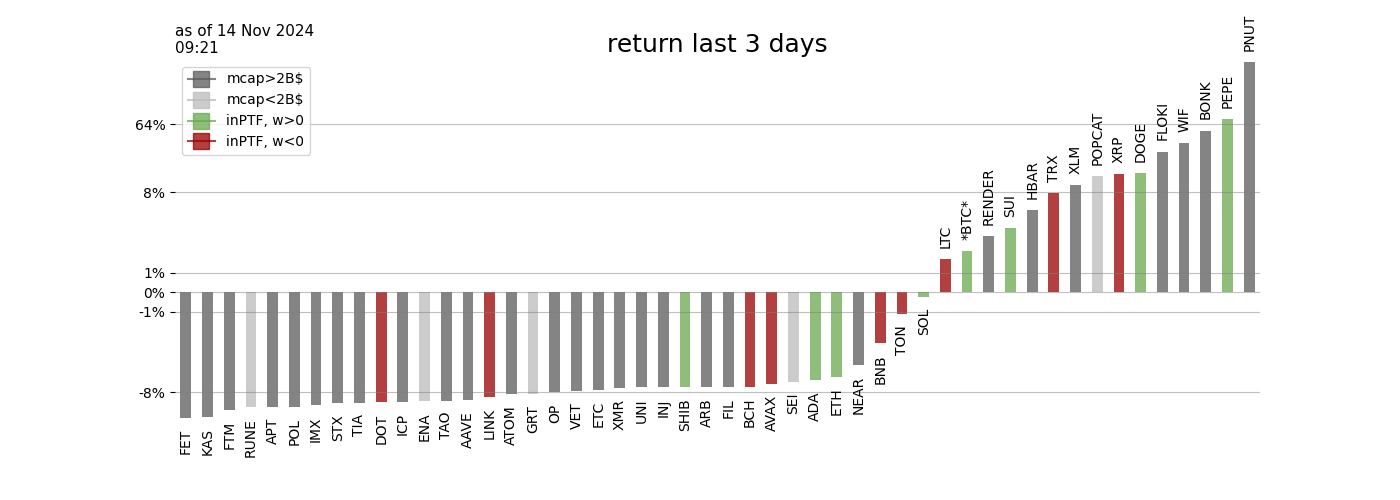 as of 14 Nov 2024
09:21
return last 3 days
mcap>2B$
mcap<2B$
inPTF, w>0
inPTF, w<0
64%
8%
1%
0%
-1%
-8%
FET
KAS
FTM
RUNE
APT
POL
IMX
STX
TIA
DOT
ICP
ENA
TAO
AAVE
LINK
ATOM
GRT
OP
VET
ETC
XMR
UNI
INJ
SHIB
ARB
FIL
BCH
AVAX
SEI
ADA
ETH
NEAR
BNB
TON
SOL
LTC
*BTC*
RENDER
SUI
HBAR
TRX
XLM
POPCAT
XRP
DOGE
FLOKI
WIF
BONK
PEPE
PNUT